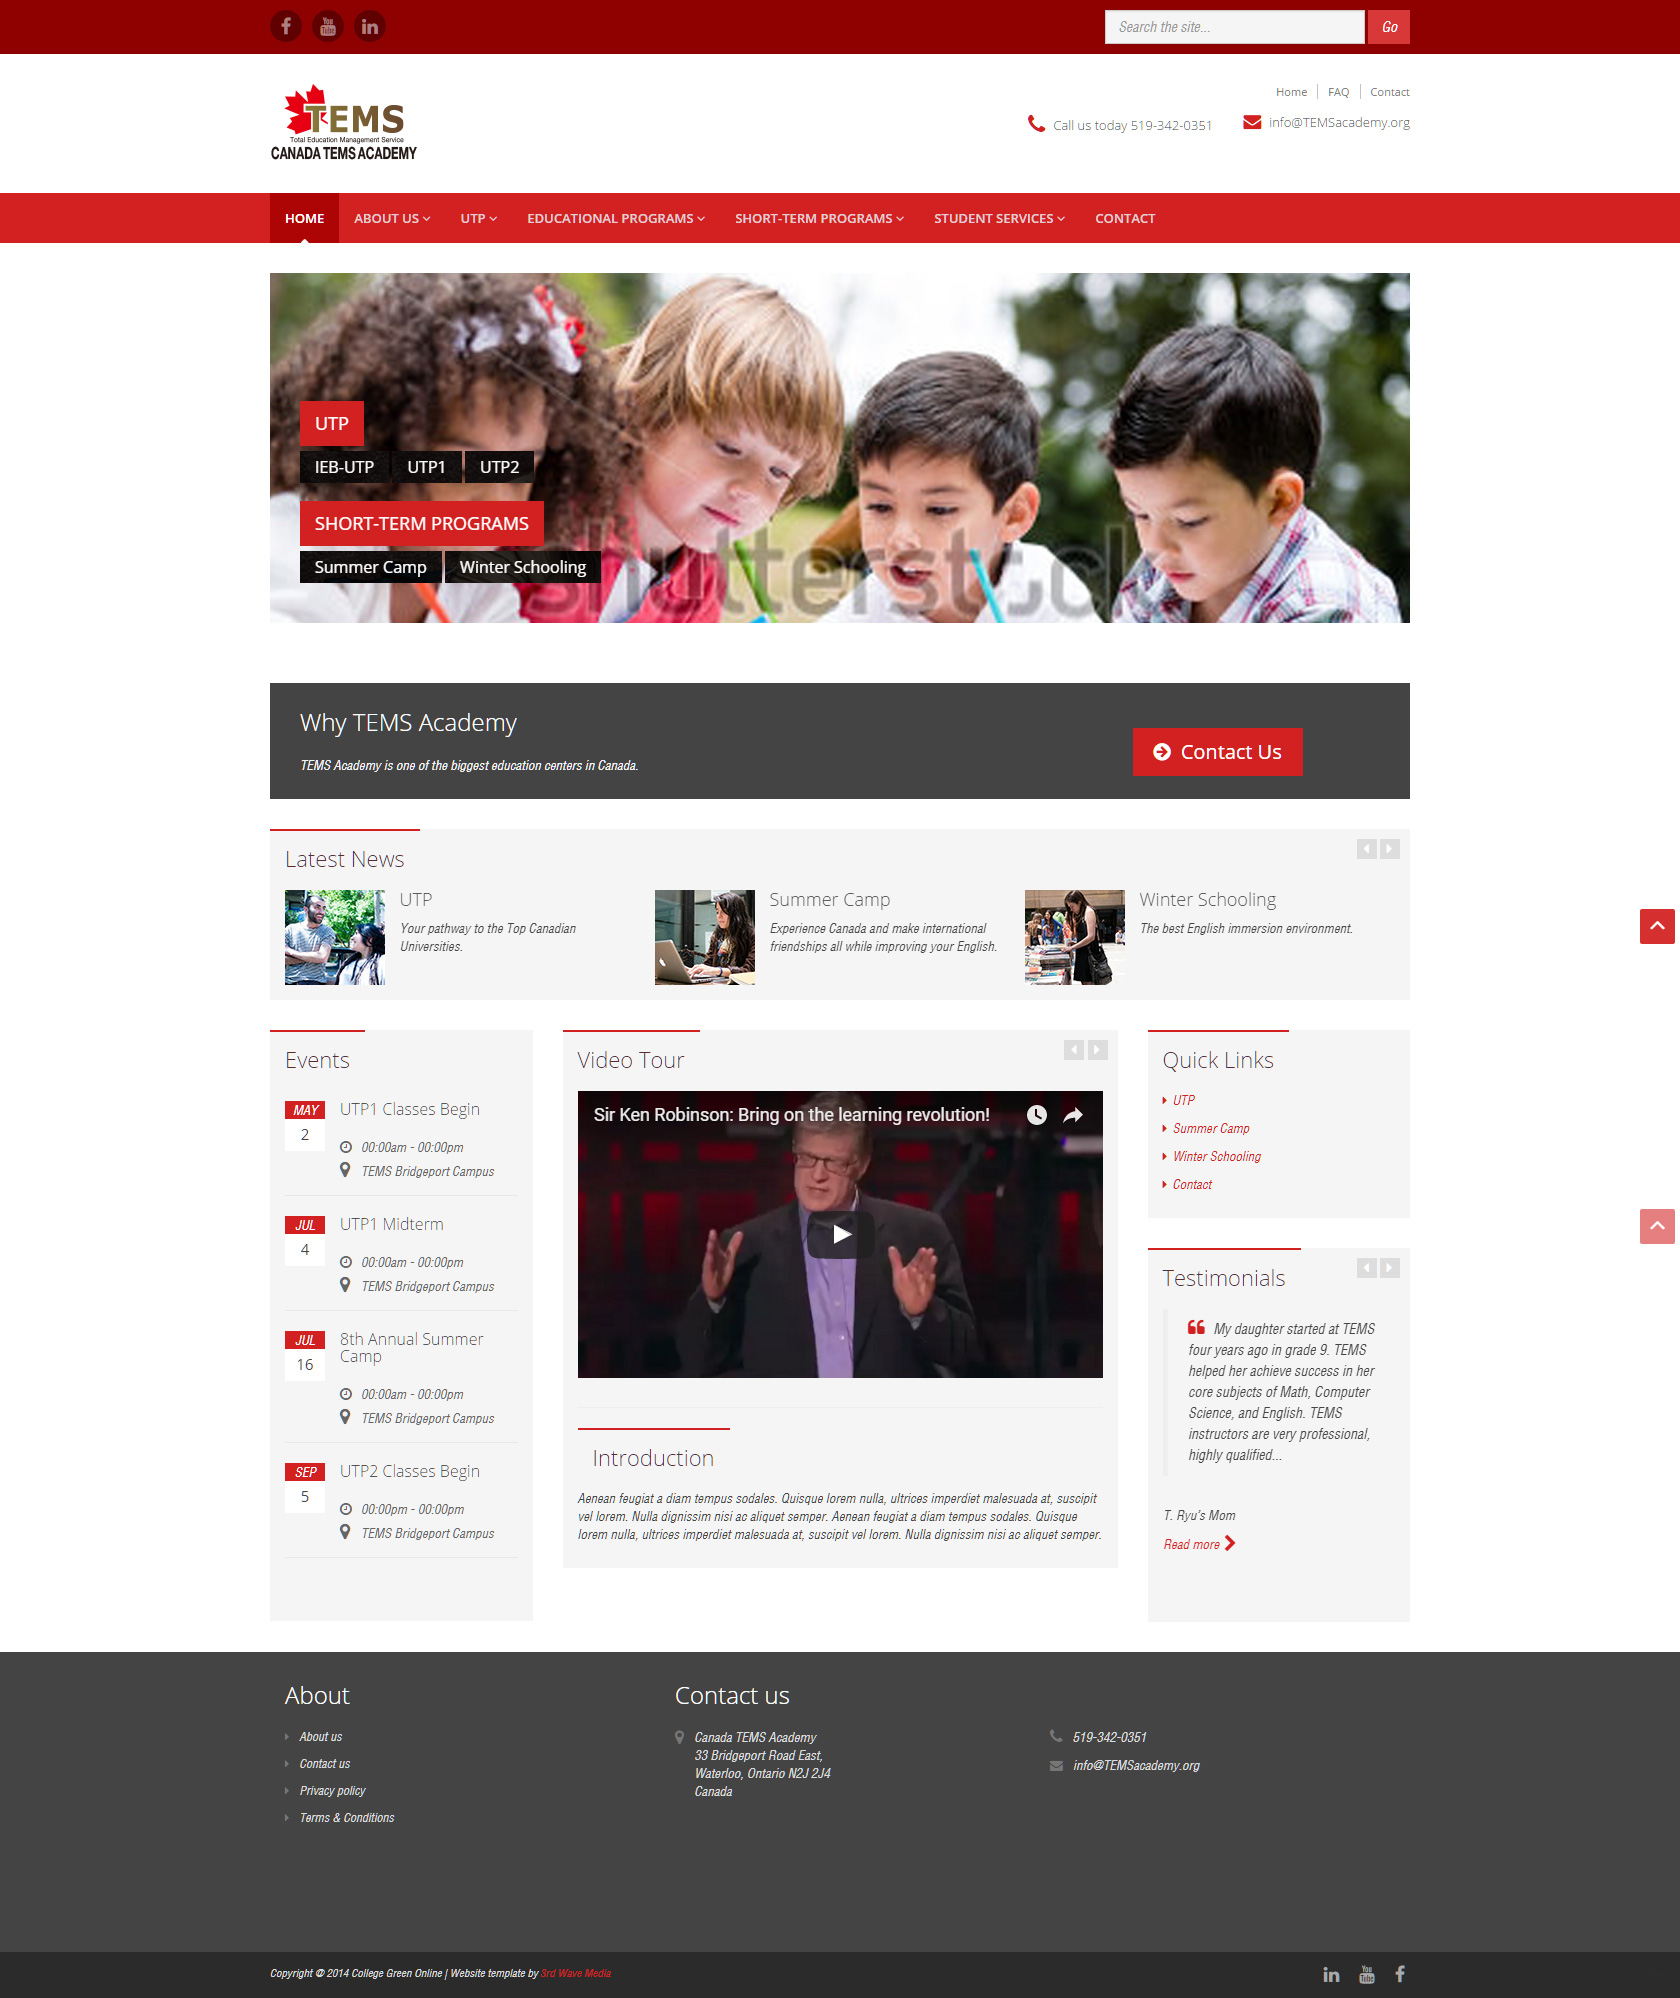 Search the site...
Go
TEMS
Total Education Management Service
CANADA TEMS ACADEMY
Home
FAQ
Contact
Call us today 519-342-0351
info@TEMSacademy.org
HOME
ABOUT US
UTP
EDUCATIONAL PROGRAMS
SHORT-TERM PROGRAMS
STUDENT SERVICES
CONTACT
UTP
IEB-UTP
UTP1
UTP2
SHORT-TERM PROGRAMS
Summer Camp
Winter Schooling
shutterstock
Why TEMS Academy
TEMS Academy is one of the biggest education centers in Canada.
Contact Us
Latest News
UTP
Your pathway to the Top Canadian
Universities.
Summer Camp
Experience Canada and make international
friendships all while improving your English.
Winter Schooling
The best English immersion environment.
Events
MAY
2
UTP1 Classes Begin
00:00am - 00:00pm
TEMS Bridgeport Campus
JUL
4
UTP1 Midterm
00:00am - 00:00pm
TEMS Bridgeport Campus
JUL
16
8th Annual Summer
Camp
00:00am - 00:00pm
TEMS Bridgeport Campus
SEP
5
UTP2 Classes Begin
00:00pm - 00:00pm
TEMS Bridgeport Campus
Video Tour
Sir Ken Robinson: Bring on the learning revolution!
Introduction
Aenean feugiat a diam tempus sodales. Quisque lorem nulla, ultrices imperdiet malesuada at, suscipit
vel lorem. Nulla dignissim nisi ac aliquet semper. Aenean feugiat a diam tempus sodales. Quisque
lorem nulla, ultrices imperdiet malesuada at, suscipit vel lorem. Nulla dignissim nisi ac aliquet semper.
Quick Links
UTP
Summer Camp
Winter Schooling
Contact
Testimonials
My daughter started at TEMS
four years ago in grade 9. TEMS
helped her achieve success in her
core subjects of Math, Computer
Science, and English. TEMS
instructors are very professional,
highly qualified...
T. Ryu's Mom
Read more
About
About us
Contact us
Privacy policy
Terms & Conditions
Contact us
Canada TEMS Academy
33 Bridgeport Road East,
Waterloo, Ontario N2J 2J4
Canada
519-342-0351
info@TEMSacademy.org
Copyright @ 2014 College Green Online | Website template by 3rd Wave Media